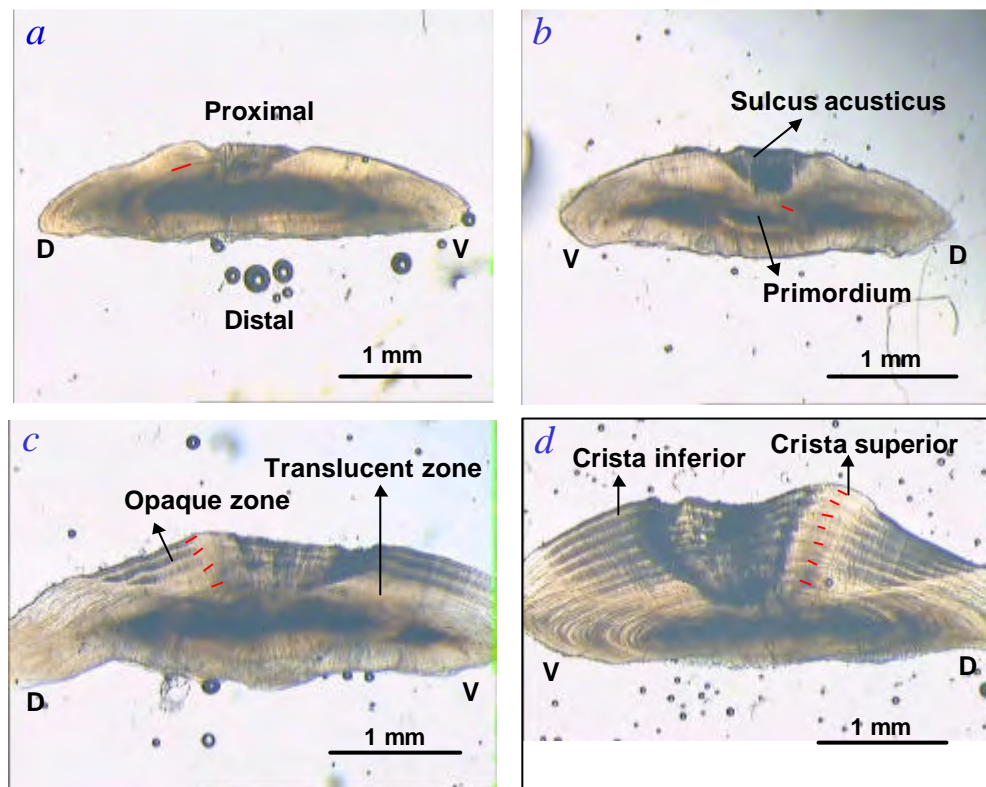 a
Proximal
D
V
Distal
1 mm
b
Sulcus acusticus
V
D
Primordium
1 mm
c
Translucent zone
Opaque zone
D
V
1 mm
d
Crista superior
Crista inferior
V
D
1 mm